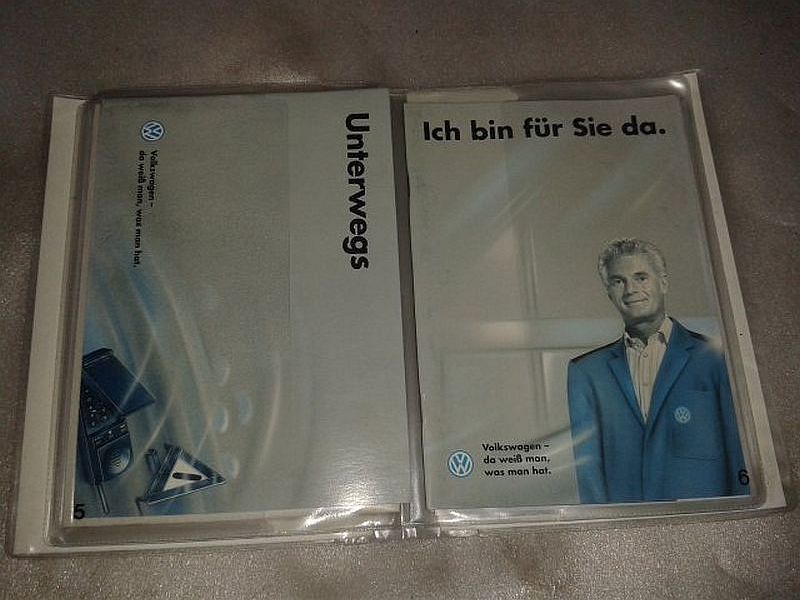 Unterwegs
Volkswagen –
da weiß man, was man hat.
5
Ich bin für Sie da.
Volkswagen –
da weiß man,
was man hat.
6